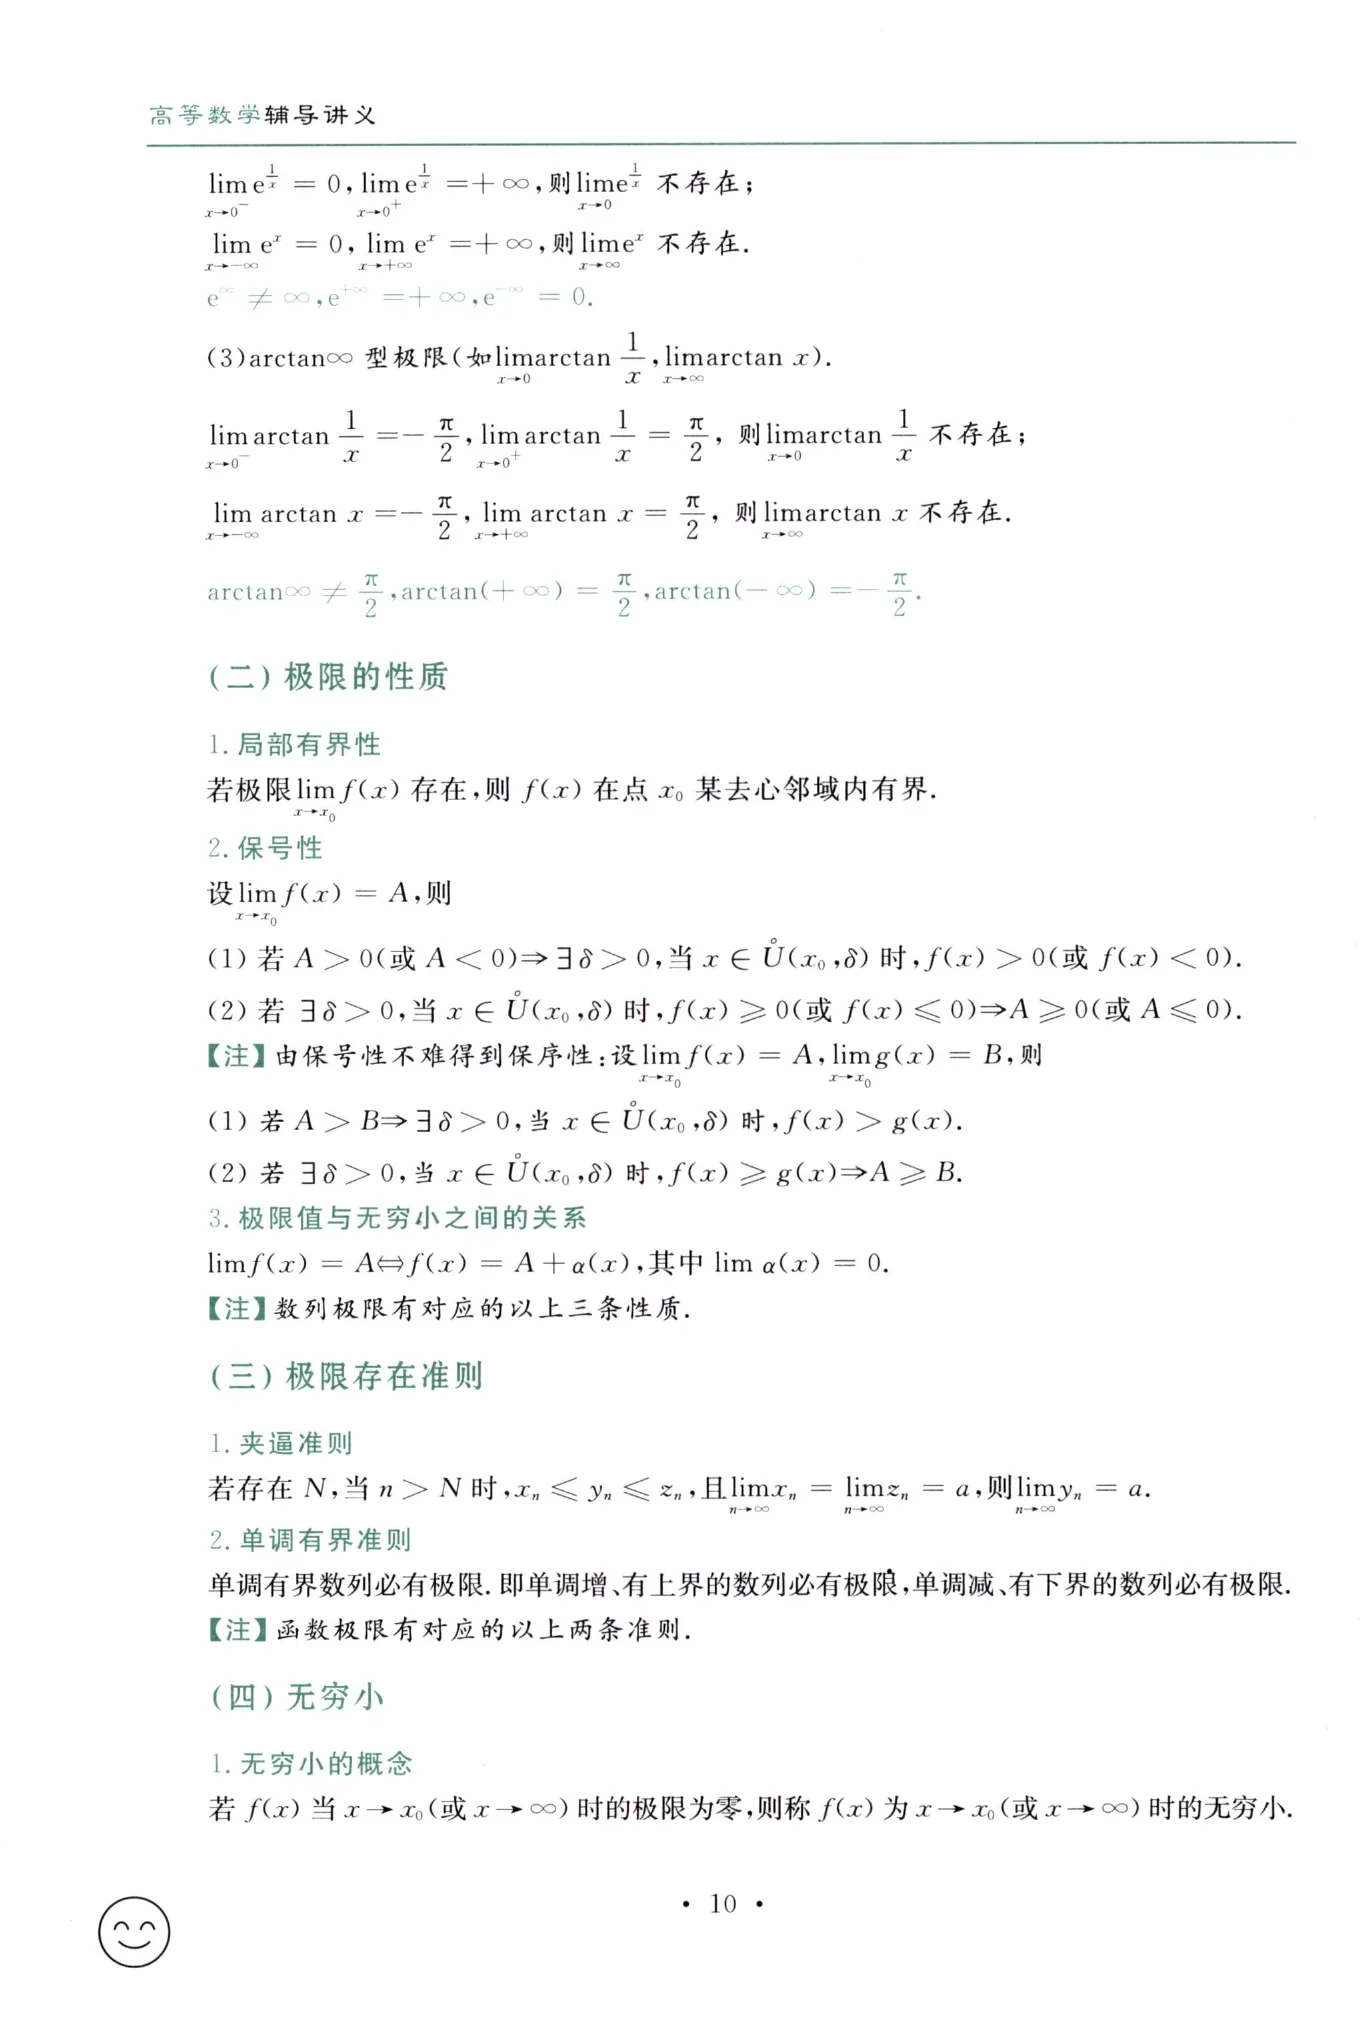 高等数学辅导讲义
$\lim\limits_{x\to 0^-} e^{\frac{1}{x}} = 0, \lim\limits_{x\to 0^+} e^{\frac{1}{x}} = +\infty$,则$\lim\limits_{x\to 0} e^{\frac{1}{x}}$ 不存在;
$\lim\limits_{x\to -\infty} e^x = 0, \lim\limits_{x\to +\infty} e^x = +\infty$,则$\lim\limits_{x\to \infty} e^x$ 不存在.
$e^{\infty} \neq \infty, e^{+\infty} = +\infty, e^{-\infty} = 0.$
(3)arctan∞ 型极限(如$\lim\limits_{x\to 0}\arctan \frac{1}{x}, \lim\limits_{x\to \infty}\arctan x$).
$\lim\limits_{x\to 0^-}\arctan \frac{1}{x} = -\frac{\pi}{2}, \lim\limits_{x\to 0^+}\arctan \frac{1}{x} = \frac{\pi}{2}$, 则$\lim\limits_{x\to 0}\arctan \frac{1}{x}$ 不存在;
$\lim\limits_{x\to -\infty}\arctan x = -\frac{\pi}{2}, \lim\limits_{x\to +\infty}\arctan x = \frac{\pi}{2}$, 则$\lim\limits_{x\to \infty}\arctan x$ 不存在.
$\arctan\infty \neq \frac{\pi}{2}, \arctan(+\infty) = \frac{\pi}{2}, \arctan(-\infty) = -\frac{\pi}{2}.$
(二) 极限的性质
1. 局部有界性
若极限$\lim\limits_{x\to x_0} f(x)$ 存在,则 $f(x)$ 在点 $x_0$ 某去心邻域内有界.
2. 保号性
设$\lim\limits_{x\to x_0} f(x) = A$,则
(1) 若 $A > 0$(或 $A < 0$)$\Rightarrow \exists \delta > 0$,当 $x \in \mathring{U}(x_0,\delta)$ 时,$f(x) > 0$(或 $f(x) < 0$).
(2) 若 $\exists \delta > 0$,当 $x \in \mathring{U}(x_0,\delta)$ 时,$f(x) \geqslant 0$(或 $f(x) \leqslant 0$)$\Rightarrow A \geqslant 0$(或 $A \leqslant 0$).
【注】由保号性不难得到保序性:设$\lim\limits_{x\to x_0} f(x) = A, \lim\limits_{x\to x_0} g(x) = B$,则
(1) 若 $A > B \Rightarrow \exists \delta > 0$,当 $x \in \mathring{U}(x_0,\delta)$ 时,$f(x) > g(x)$.
(2) 若 $\exists \delta > 0$,当 $x \in \mathring{U}(x_0,\delta)$ 时,$f(x) \geqslant g(x) \Rightarrow A \geqslant B$.
3. 极限值与无穷小之间的关系
$\lim f(x) = A \Leftrightarrow f(x) = A + \alpha(x)$,其中 $\lim \alpha(x) = 0$.
【注】数列极限有对应的以上三条性质.
(三) 极限存在准则
1. 夹逼准则
若存在 $N$,当 $n > N$ 时,$x_n \leqslant y_n \leqslant z_n$,且$\lim\limits_{n\to \infty} x_n = \lim\limits_{n\to \infty} z_n = a$,则$\lim\limits_{n\to \infty} y_n = a$.
2. 单调有界准则
单调有界数列必有极限. 即单调增、有上界的数列必有极限,单调减、有下界的数列必有极限.
【注】函数极限有对应的以上两条准则.
(四) 无穷小
1. 无穷小的概念
若 $f(x)$ 当 $x \to x_0$(或 $x \to \infty$) 时的极限为零,则称 $f(x)$ 为 $x \to x_0$(或 $x \to \infty$) 时的无穷小.
• 10 •